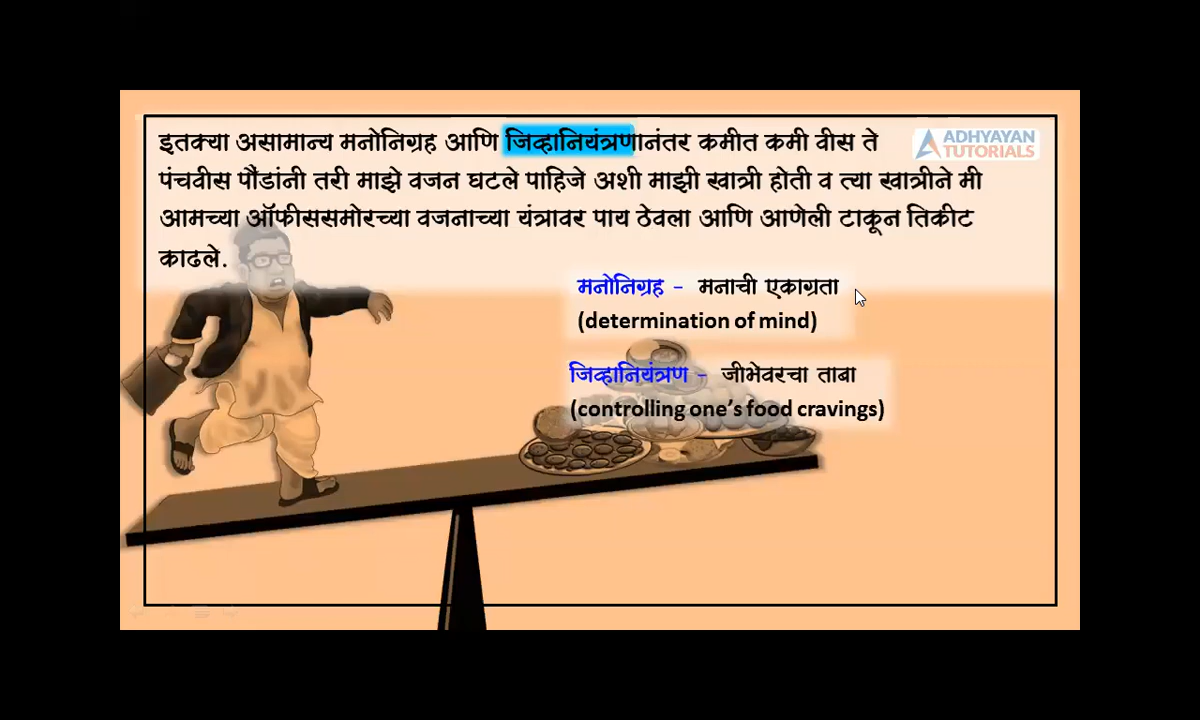 इतक्या असामान्य मनोनिग्रह आणि जिव्हानियंत्रणानंतर कमीत कमी वीस ते
ADHYAYAN
TUTORIALS
पंचवीस पौंडांनी तरी माझे वजन घटले पाहिजे अशी माझी खात्री होती व त्या खात्रीने मी
आमच्या ऑफीससमोरच्या वजनाच्या यंत्रावर पाय ठेवला आणि आणेली टाकून तिकीट
काढले.
मनोनिग्रह - मनाची एकाग्रता
(determination of mind)
जिव्हानियंत्रण - जीभेवरचा ताबा
(controlling one's food cravings)